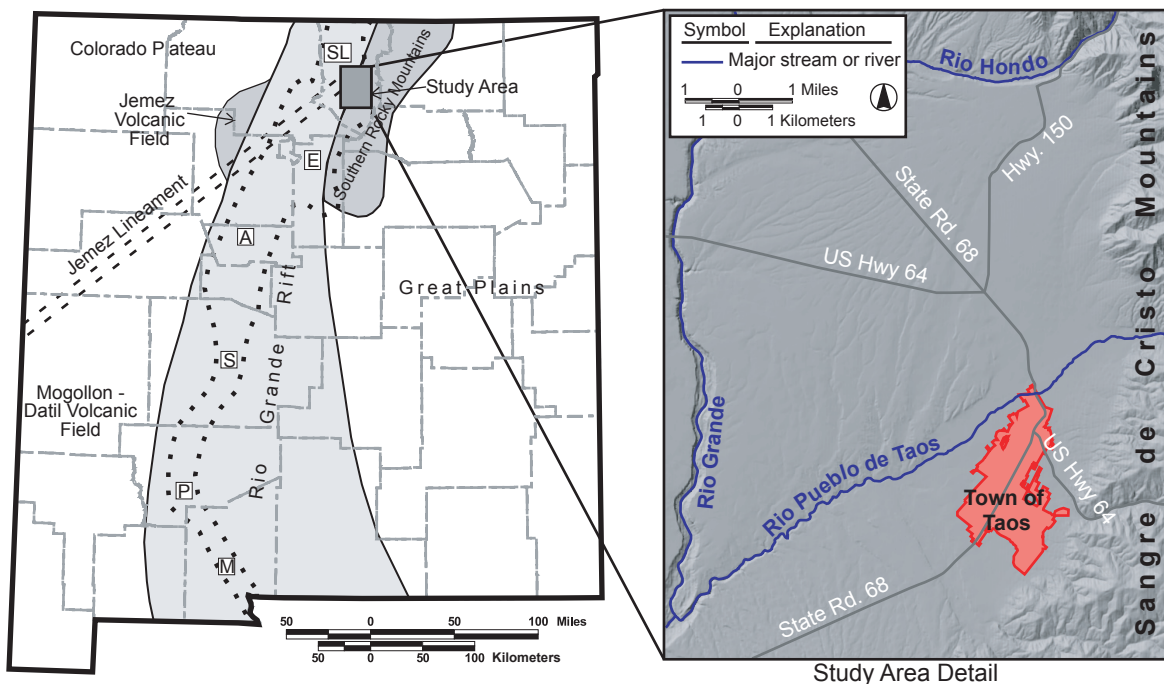 Colorado Plateau
SL
Jemez
Volcanic
Field
Study Area
Southern Rocky Mountains
E
Jemez Lineament
A
Great Plains
Rio Grande Rift
S
Mogollon -
Datil Volcanic
Field
P
M
50 0 50 100 Miles
50 0 50 100 Kilometers
Symbol Explanation
Major stream or river
1 0 1 Miles
1 0 1 Kilometers
Rio Hondo
Hwy. 150
State Rd. 68
US Hwy 64
Sangre de Cristo Mountains
Rio Grande
Rio Pueblo de Taos
US Hwy 64
Town of
Taos
State Rd. 68
Study Area Detail